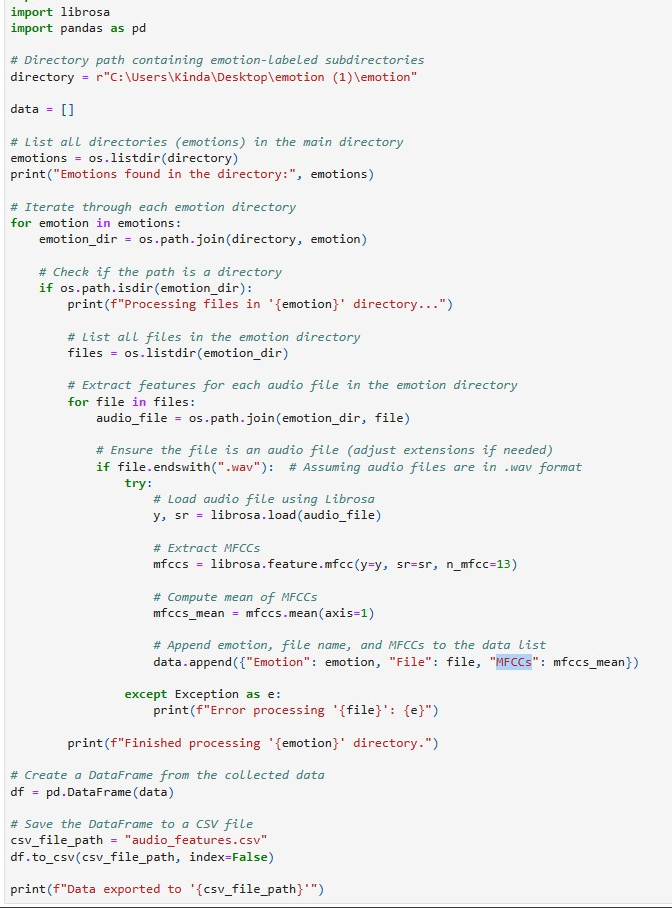 import librosa
import pandas as pd
# Directory path containing emotion-labeled subdirectories
directory = r"C:\Users\Kinda\Desktop\emotion (1)\emotion"
data = []
# List all directories (emotions) in the main directory
emotions = os.listdir(directory)
print("Emotions found in the directory:", emotions)
# Iterate through each emotion directory
for emotion in emotions:
    emotion_dir = os.path.join(directory, emotion)
    # Check if the path is a directory
    if os.path.isdir(emotion_dir):
        print(f"Processing files in '{emotion}' directory...")
        # List all files in the emotion directory
        files = os.listdir(emotion_dir)
        # Extract features for each audio file in the emotion directory
        for file in files:
            audio_file = os.path.join(emotion_dir, file)
            # Ensure the file is an audio file (adjust extensions if needed)
            if file.endswith(".wav"):  # Assuming audio files are in .wav format
                try:
                    # Load audio file using Librosa
                    y, sr = librosa.load(audio_file)
                    # Extract MFCCs
                    mfccs = librosa.feature.mfcc(y=y, sr=sr, n_mfcc=13)
                    # Compute mean of MFCCs
                    mfccs_mean = mfccs.mean(axis=1)
                    # Append emotion, file name, and MFCCs to the data list
                    data.append({"Emotion": emotion, "File": file, "MFCCs": mfccs_mean})
                except Exception as e:
                    print(f"Error processing '{file}': {e}")
        print(f"Finished processing '{emotion}' directory.")
# Create a DataFrame from the collected data
df = pd.DataFrame(data)
# Save the DataFrame to a CSV file
csv_file_path = "audio_features.csv"
df.to_csv(csv_file_path, index=False)
print(f"Data exported to '{csv_file_path}'")